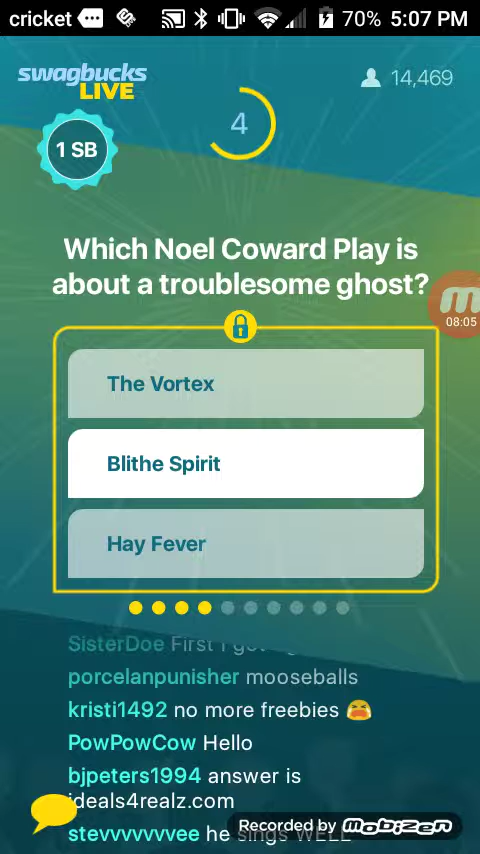 cricket 70% 5:07 PM
swagbucks
LIVE
14,469
4
1 SB
Which Noel Coward Play is
about a troublesome ghost?
08:05
The Vortex
Blithe Spirit
Hay Fever
SisterDoe First I
porcelanpunisher mooseballs
kristi1492 no more freebies 😫
PowPowCow Hello
bjpeters1994 answer is
ideals4realz.com
stevvvvvvvee he sings WELL
Recorded by mobizen